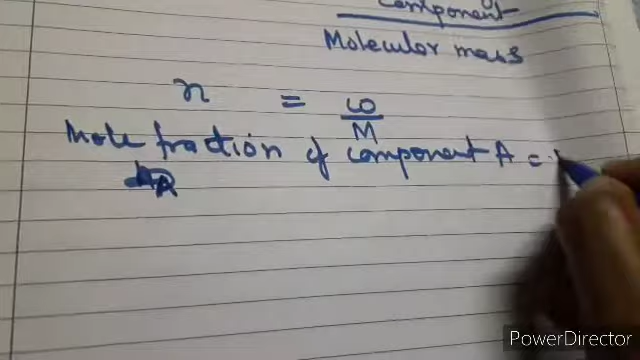 Component
Molecular mass
n = ω/M
Mole fraction of component A =
PowerDirector